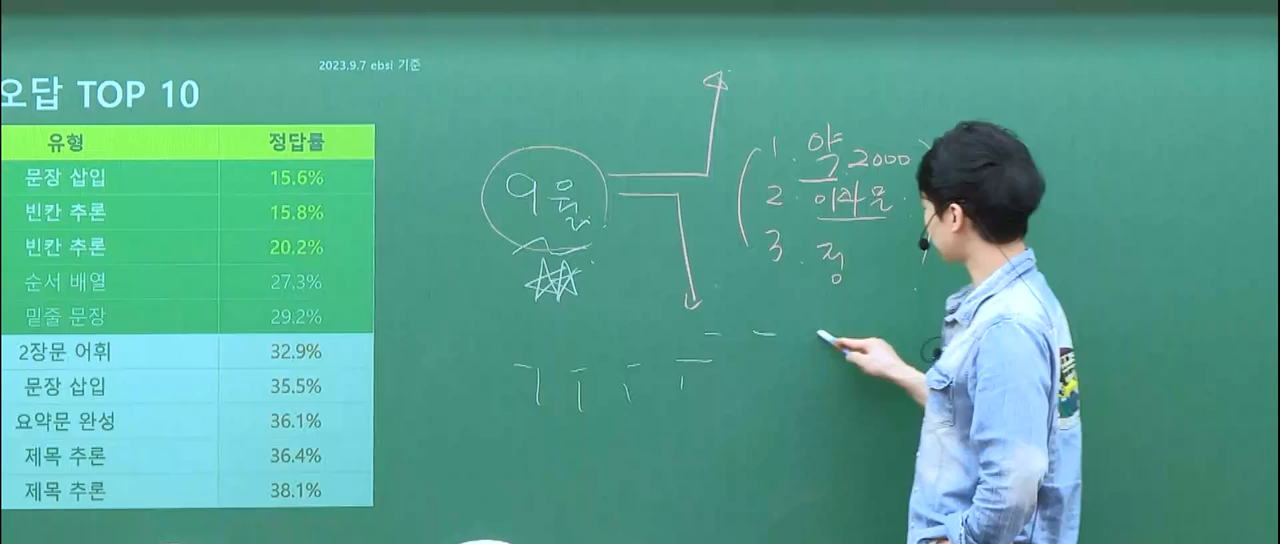 2023.9.7 ebsi 기준
오답 TOP 10
유형 정답률
문장 삽입 15.6%
빈칸 추론 15.8%
빈칸 추론 20.2%
순서 배열 27.3%
밑줄 문장 29.2%
2장문 어휘 32.9%
문장 삽입 35.5%
요약문 완성 36.1%
제목 추론 36.4%
제목 추론 38.1%
9월
1. 약 2000
2.
3. 정